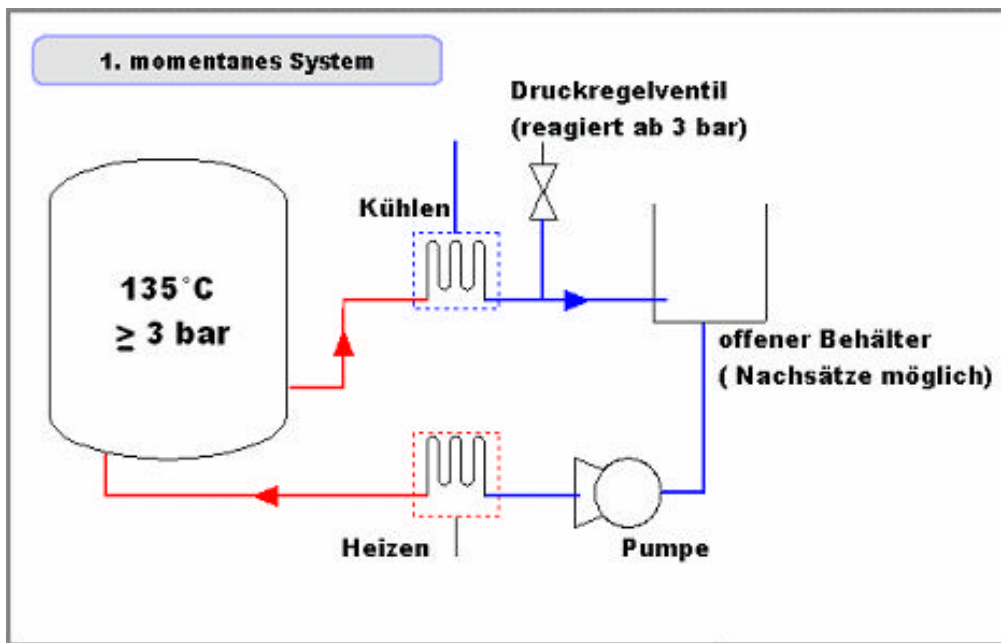 1. momentanes System
Druckregelventil
(reagiert ab 3 bar)
Kühlen
135°C
≥ 3 bar
offener Behälter
( Nachsätze möglich)
Heizen
Pumpe